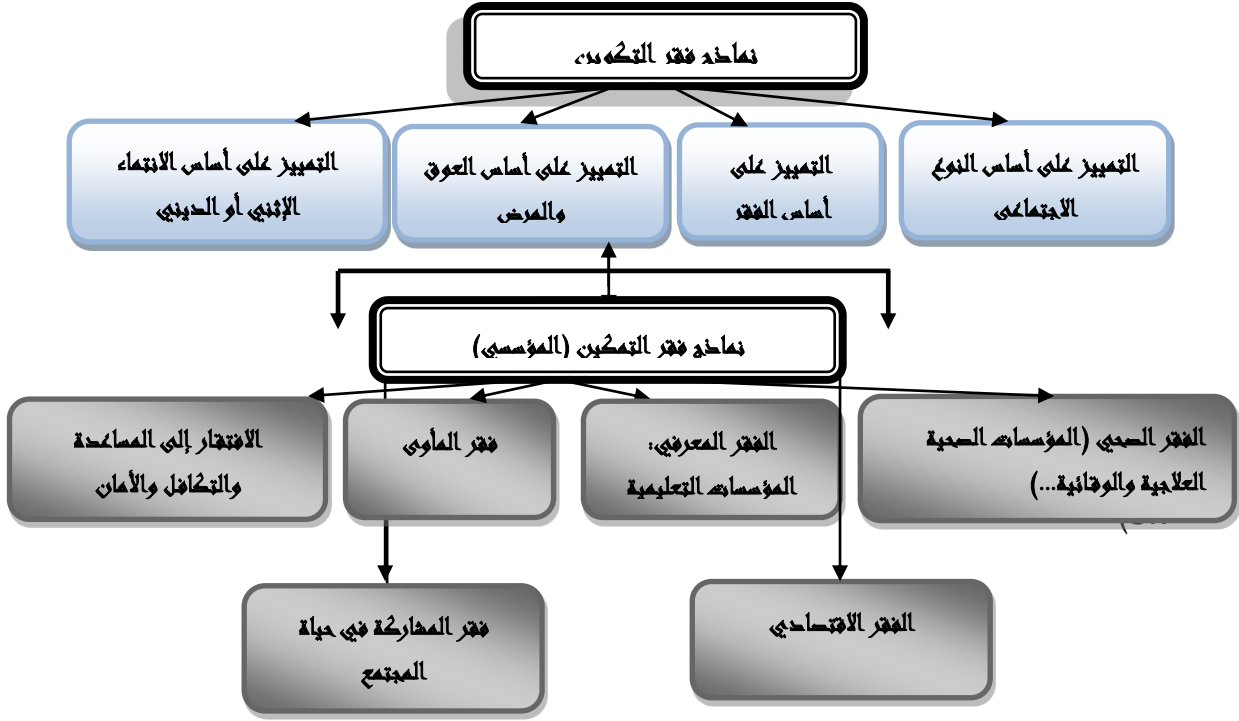 نماذج فقر التكوين
التمييز على أساس النوع
الاجتماعي
التمييز على
أساس الفقر
التمييز على أساس العوق
والمرض
التمييز على أساس الانتماء
الإثني أو الديني
نماذج فقر التمكين (المؤسسي)
الفقر الصحي (المؤسسات الصحية
العلاجية والوقائية...)
الفقر المعرفي:
المؤسسات التعليمية
فقر المأوى
الافتقار إلى المساعدة
والتكافل والأمان
الفقر الاقتصادي
فقر المشاركة في حياة
المجتمع